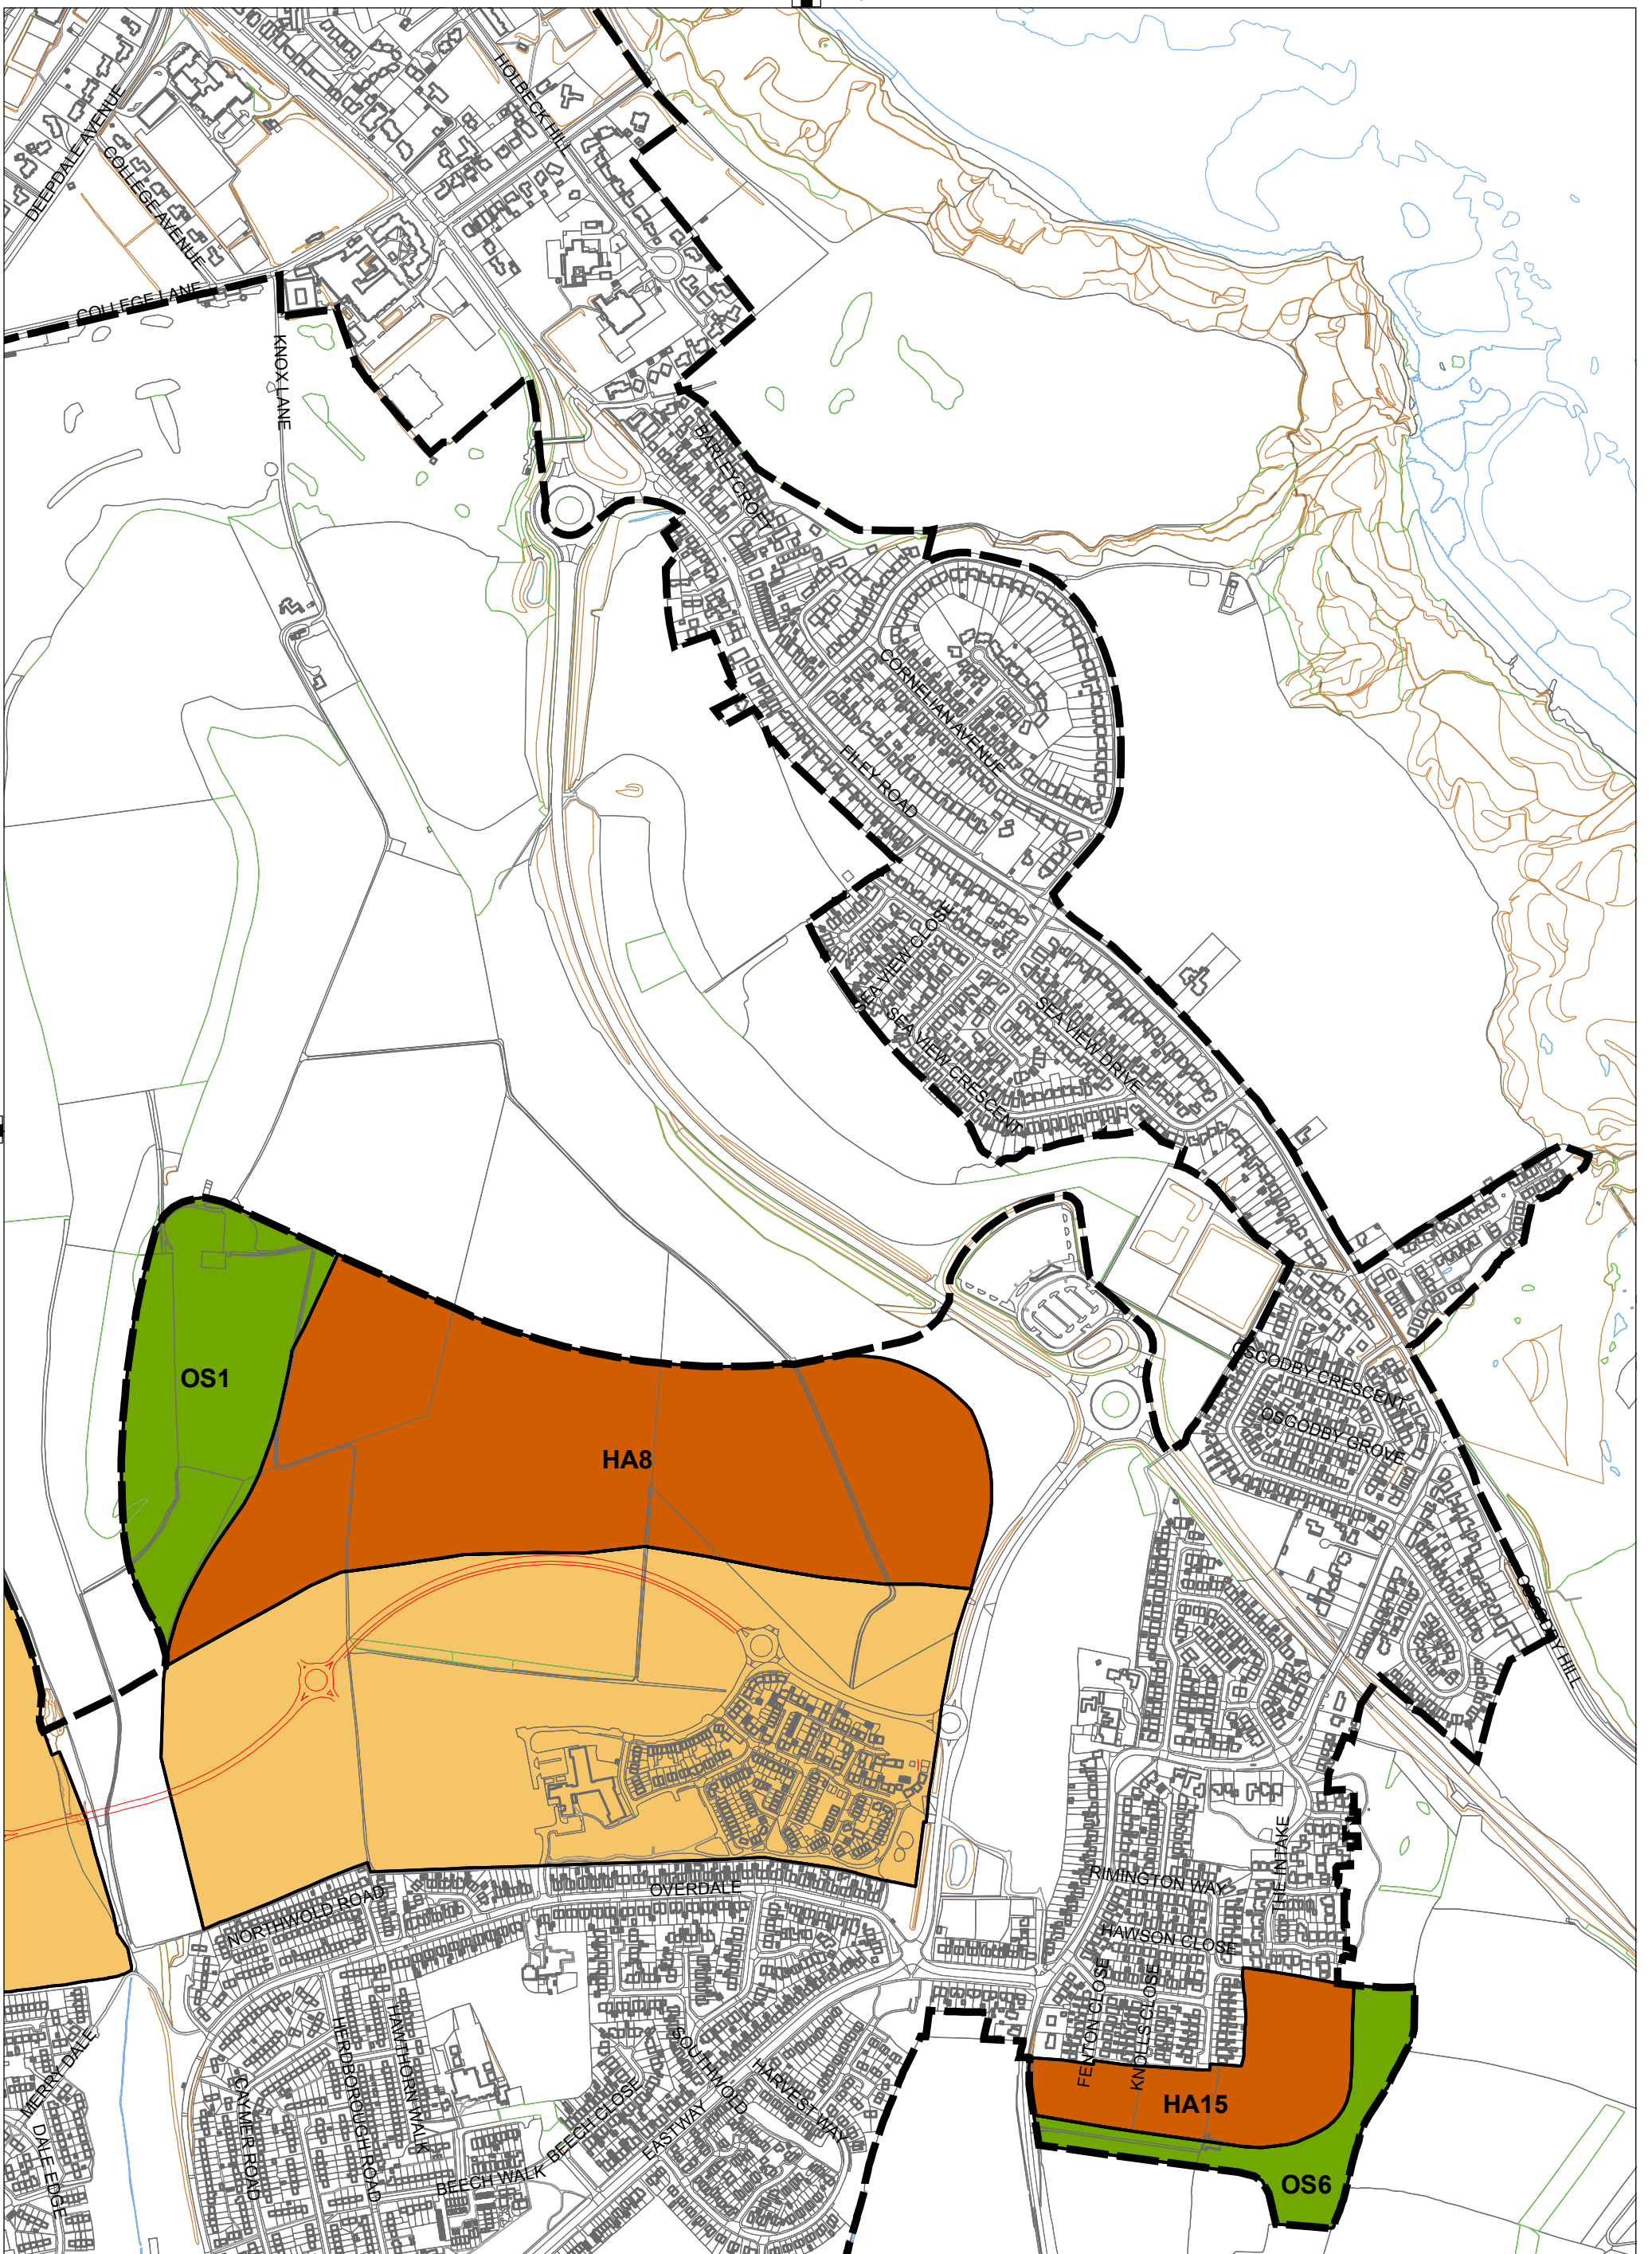 HOLBECK HILL
DEEPDALE AVENUE
COLLEGE AVENUE
COLLEGE LANE
KNOX LANE
BARLEYCROFT
CORNELIAN AVENUE
FILEY ROAD
SEA VIEW CLOSE
SEA VIEW CRESCENT
SEA VIEW DRIVE
OSGODBY CRESCENT
OSGODBY GROVE
OS1
HA8
OSGODBY HILL
THE INTAKE
RIMINGTON WAY
OVERDALE
NORTHWOLD ROAD
HAWSON CLOSE
FENTON CLOSE
KNOLLS CLOSE
HAWTHORN WALK
HERDBOROUGH ROAD
MERRY DALE
SOUTHWOLD
HARVEST WAY
CAYMER ROAD
BEECH CLOSE
EASTWAY
HA15
DALE EDGE
BEECH WALK
OS6